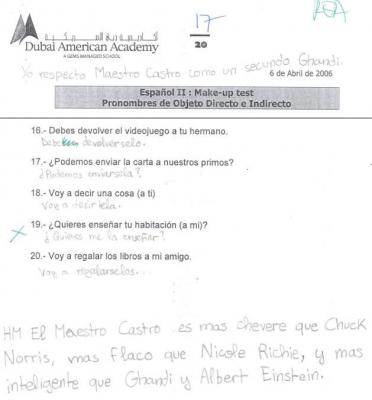 17
20
Dubai American Academy
A GEMS MANAGED SCHOOL
Yo respecto Maestro Castro como un secundo Ghandi.
6 de Abril de 2006
Español II : Make-up test
Pronombres de Objeto Directo e Indirecto
16.- Debes devolver el videojuego a tu hermano.
devolverselo.
17.- ¿Podemos enviar la carta a nuestros primos?
¿Podemos enviarsela?
18.- Voy a decir una cosa (a ti)
Voy a decirtela.
19.- ¿Quieres enseñar tu habitación (a mi)?
¿Quieres me la enseñar?
20.- Voy a regalar los libros a mi amigo.
Voy a regalarselos.
HM El Maestro Castro es mas chevere que Chuck
Norris, mas flaco que Nicole Richie, y mas
inteligente que Ghandi y Albert Einstein.